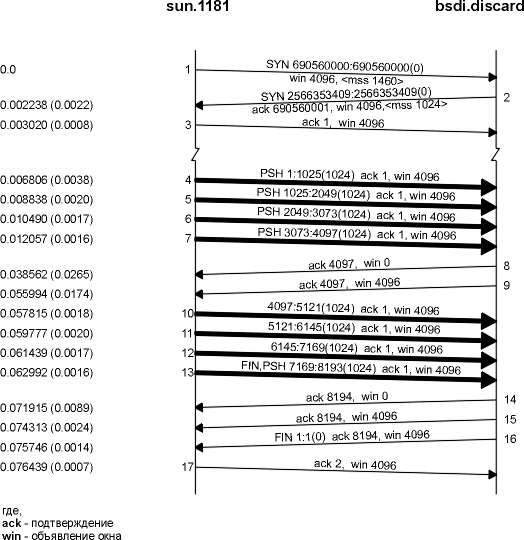 sun.1181 bsdi.discard
0.0 1 SYN 690560000:690560000(0)
win 4096, <mss 1460>
SYN 2566353409:2566353409(0) 2
0.002238 (0.0022) ack 690560001, win 4096,<mss 1024>
0.003020 (0.0008) 3 ack 1, win 4096
0.006806 (0.0038) 4 PSH 1:1025(1024) ack 1, win 4096
0.008838 (0.0020) 5 PSH 1025:2049(1024) ack 1, win 4096
0.010490 (0.0017) 6 PSH 2049:3073(1024) ack 1, win 4096
0.012057 (0.0016) 7 PSH 3073:4097(1024) ack 1, win 4096
0.038562 (0.0265) ack 4097, win 0 8
0.055994 (0.0174) ack 4097, win 4096 9
0.057815 (0.0018) 10 4097:5121(1024) ack 1, win 4096
0.059777 (0.0020) 11 5121:6145(1024) ack 1, win 4096
0.061439 (0.0017) 12 6145:7169(1024) ack 1, win 4096
0.062992 (0.0016) 13 FIN,PSH 7169:8193(1024) ack 1, win 4096
0.071915 (0.0089) ack 8194, win 0 14
0.074313 (0.0024) ack 8194, win 4096 15
0.075746 (0.0014) FIN 1:1(0) ack 8194, win 4096 16
0.076439 (0.0007) 17 ack 2, win 4096
где,
ack - подтверждение
win - объявление окна